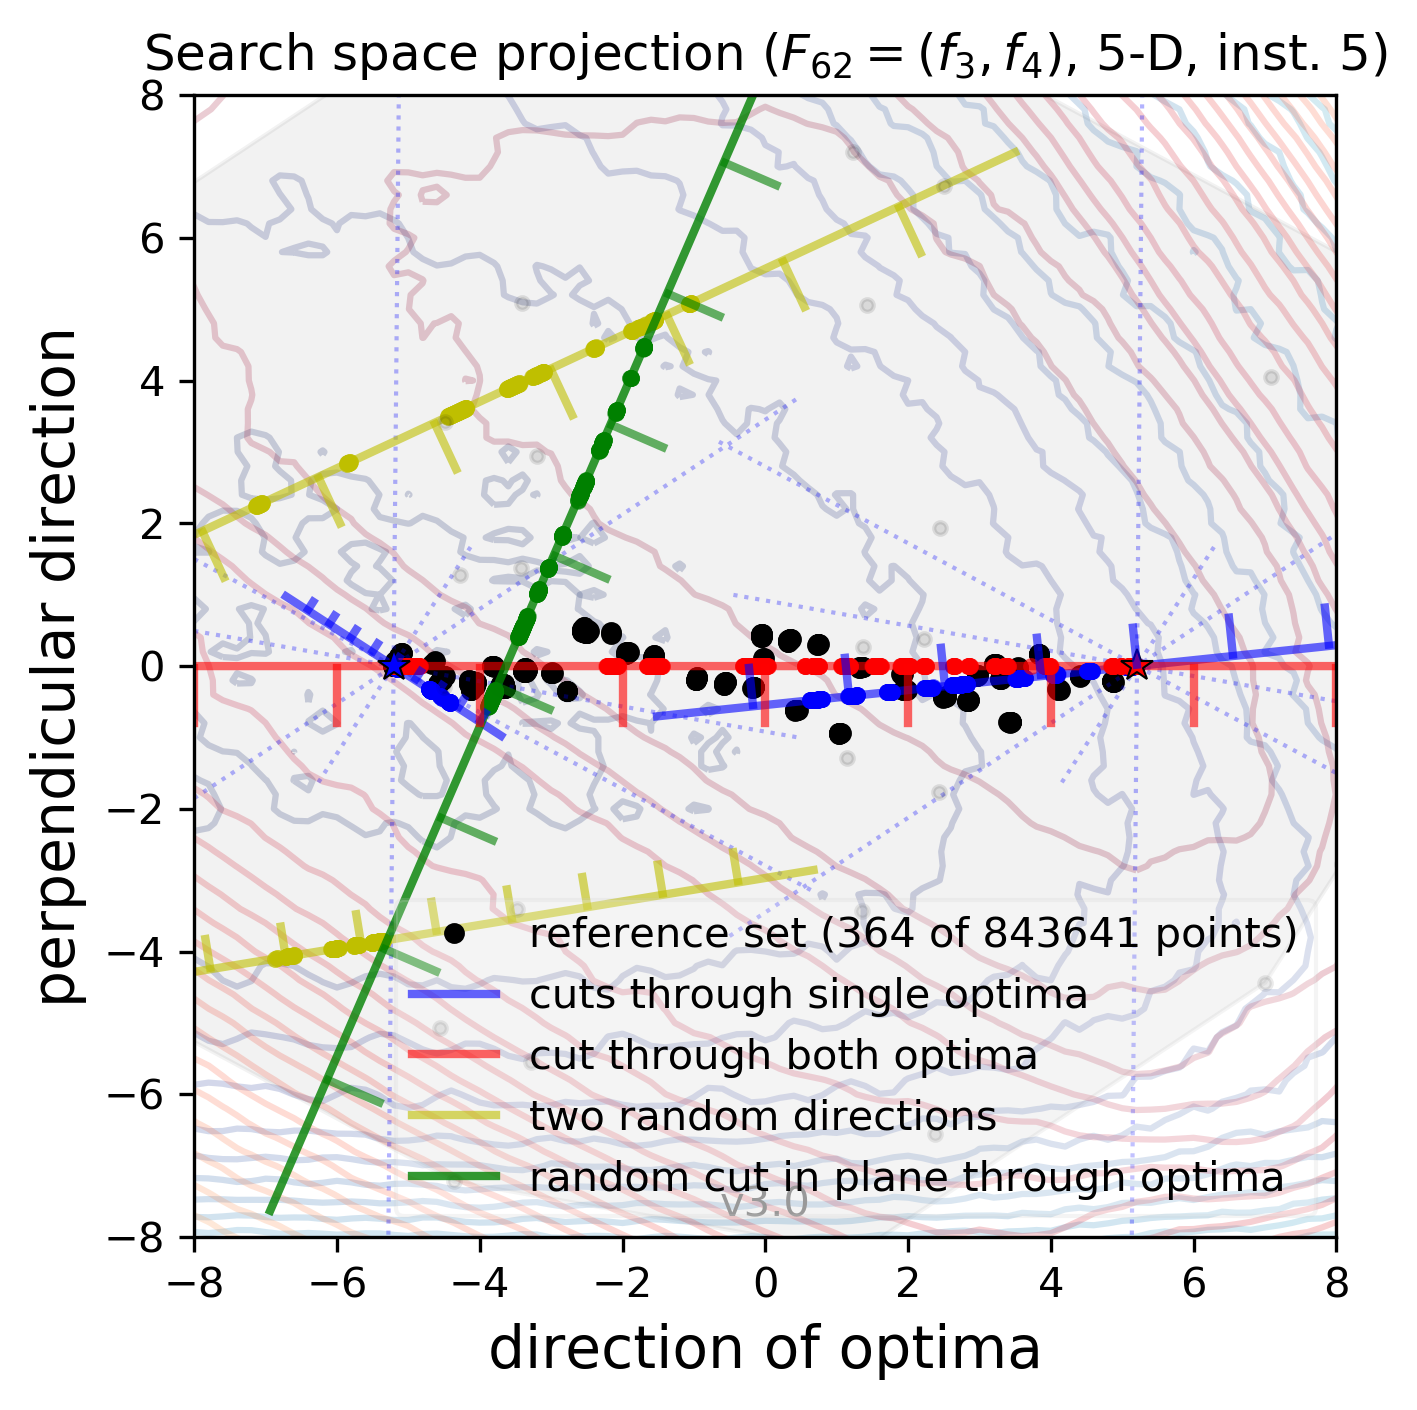 Search space projection (F62 = (f3, f4), 5-D, inst. 5)
8
6
4
2
0
−2
−4
−6
−8
perpendicular direction
reference set (364 of 843641 points)
cuts through single optima
cut through both optima
two random directions
random cut in plane through optima
v3.0
−8 −6 −4 −2 0 2 4 6 8
direction of optima